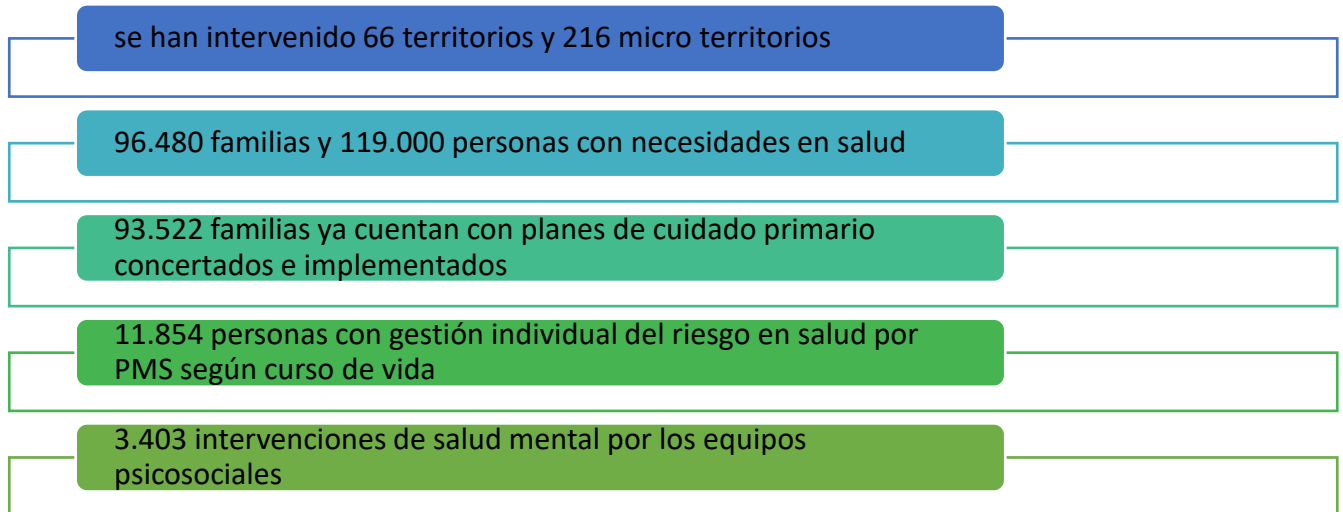 se han intervenido 66 territorios y 216 micro territorios
96.480 familias y 119.000 personas con necesidades en salud
93.522 familias ya cuentan con planes de cuidado primario
concertados e implementados
11.854 personas con gestión individual del riesgo en salud por
PMS según curso de vida
3.403 intervenciones de salud mental por los equipos
psicosociales